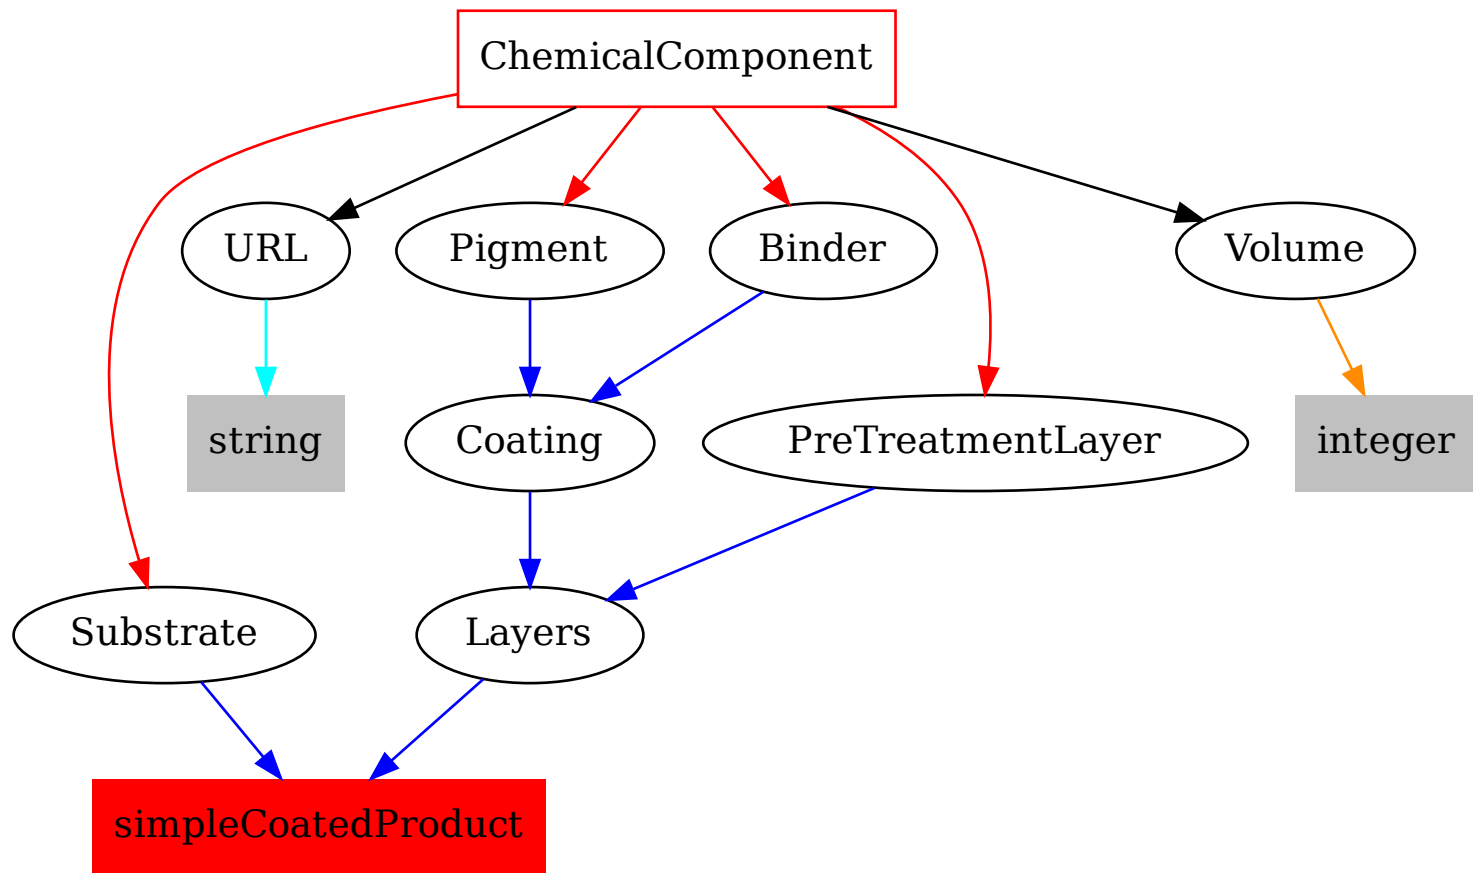 ChemicalComponent
URL
Pigment
Binder
Volume
string
Coating
PreTreatmentLayer
integer
Substrate
Layers
simpleCoatedProduct